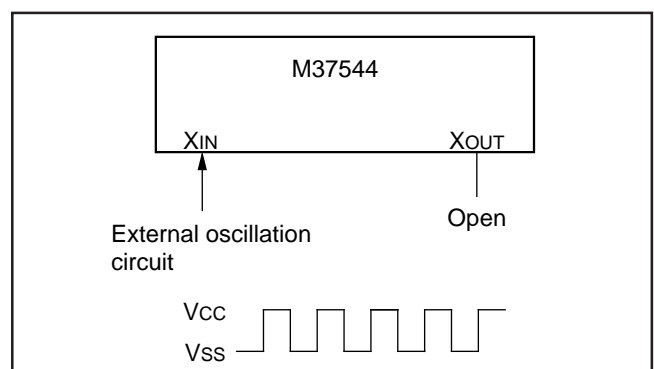 M37544
XIN XOUT
Open
External oscillation
circuit
VCC
VSS